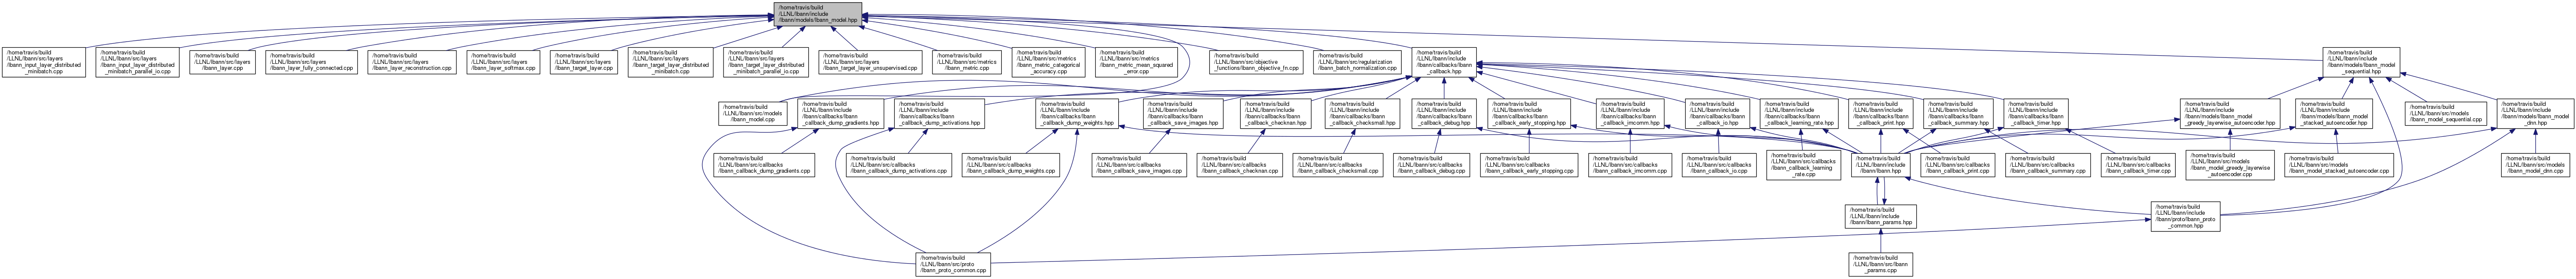 /home/travis/build
/LLNL/lbann/include
/lbann/models/lbann_model.hpp
/home/travis/build
/LLNL/lbann/src/layers
/lbann_input_layer_distributed
_minibatch.cpp
/home/travis/build
/LLNL/lbann/src/layers
/lbann_input_layer_distributed
_minibatch_parallel_io.cpp
/home/travis/build
/LLNL/lbann/src/layers
/lbann_layer.cpp
/home/travis/build
/LLNL/lbann/src/layers
/lbann_layer_fully_connected.cpp
/home/travis/build
/LLNL/lbann/src/layers
/lbann_layer_reconstruction.cpp
/home/travis/build
/LLNL/lbann/src/layers
/lbann_layer_softmax.cpp
/home/travis/build
/LLNL/lbann/src/layers
/lbann_target_layer.cpp
/home/travis/build
/LLNL/lbann/src/layers
/lbann_target_layer_distributed
_minibatch.cpp
/home/travis/build
/LLNL/lbann/src/layers
/lbann_target_layer_distributed
_minibatch_parallel_io.cpp
/home/travis/build
/LLNL/lbann/src/layers
/lbann_target_layer_unsupervised.cpp
/home/travis/build
/LLNL/lbann/src/metrics
/lbann_metric.cpp
/home/travis/build
/LLNL/lbann/src/metrics
/lbann_metric_categorical
_accuracy.cpp
/home/travis/build
/LLNL/lbann/src/metrics
/lbann_metric_mean_squared
_error.cpp
/home/travis/build
/LLNL/lbann/src/objective
_functions/lbann_objective_fn.cpp
/home/travis/build
/LLNL/lbann/src/regularization
/lbann_batch_normalization.cpp
/home/travis/build
/LLNL/lbann/include
/lbann/callbacks/lbann
_callback.hpp
/home/travis/build
/LLNL/lbann/include
/lbann/models/lbann_model
_sequential.hpp
/home/travis/build
/LLNL/lbann/src/models
/lbann_model.cpp
/home/travis/build
/LLNL/lbann/include
/lbann/callbacks/lbann
_callback_dump_gradients.hpp
/home/travis/build
/LLNL/lbann/include
/lbann/callbacks/lbann
_callback_dump_activations.hpp
/home/travis/build
/LLNL/lbann/include
/lbann/callbacks/lbann
_callback_dump_weights.hpp
/home/travis/build
/LLNL/lbann/include
/lbann/callbacks/lbann
_callback_save_images.hpp
/home/travis/build
/LLNL/lbann/include
/lbann/callbacks/lbann
_callback_checknan.hpp
/home/travis/build
/LLNL/lbann/include
/lbann/callbacks/lbann
_callback_checksmall.hpp
/home/travis/build
/LLNL/lbann/include
/lbann/callbacks/lbann
_callback_debug.hpp
/home/travis/build
/LLNL/lbann/include
/lbann/callbacks/lbann
_callback_early_stopping.hpp
/home/travis/build
/LLNL/lbann/include
/lbann/callbacks/lbann
_callback_imcomm.hpp
/home/travis/build
/LLNL/lbann/include
/lbann/callbacks/lbann
_callback_io.hpp
/home/travis/build
/LLNL/lbann/include
/lbann/callbacks/lbann
_callback_learning_rate.hpp
/home/travis/build
/LLNL/lbann/include
/lbann/callbacks/lbann
_callback_print.hpp
/home/travis/build
/LLNL/lbann/include
/lbann/callbacks/lbann
_callback_summary.hpp
/home/travis/build
/LLNL/lbann/include
/lbann/callbacks/lbann
_callback_timer.hpp
/home/travis/build
/LLNL/lbann/include
/lbann/models/lbann_model
_greedy_layerwise_autoencoder.hpp
/home/travis/build
/LLNL/lbann/include
/lbann/models/lbann_model
_stacked_autoencoder.hpp
/home/travis/build
/LLNL/lbann/src/models
/lbann_model_sequential.cpp
/home/travis/build
/LLNL/lbann/include
/lbann/models/lbann_model
_dnn.hpp
/home/travis/build
/LLNL/lbann/src/callbacks
/lbann_callback_dump_gradients.cpp
/home/travis/build
/LLNL/lbann/src/callbacks
/lbann_callback_dump_activations.cpp
/home/travis/build
/LLNL/lbann/src/callbacks
/lbann_callback_dump_weights.cpp
/home/travis/build
/LLNL/lbann/src/callbacks
/lbann_callback_save_images.cpp
/home/travis/build
/LLNL/lbann/src/callbacks
/lbann_callback_checknan.cpp
/home/travis/build
/LLNL/lbann/src/callbacks
/lbann_callback_checksmall.cpp
/home/travis/build
/LLNL/lbann/src/callbacks
/lbann_callback_debug.cpp
/home/travis/build
/LLNL/lbann/src/callbacks
/lbann_callback_early_stopping.cpp
/home/travis/build
/LLNL/lbann/src/callbacks
/lbann_callback_imcomm.cpp
/home/travis/build
/LLNL/lbann/src/callbacks
/lbann_callback_io.cpp
/home/travis/build
/LLNL/lbann/src/callbacks
/lbann_callback_learning
_rate.cpp
/home/travis/build
/LLNL/lbann/include
/lbann/lbann.hpp
/home/travis/build
/LLNL/lbann/src/callbacks
/lbann_callback_print.cpp
/home/travis/build
/LLNL/lbann/src/callbacks
/lbann_callback_summary.cpp
/home/travis/build
/LLNL/lbann/src/callbacks
/lbann_callback_timer.cpp
/home/travis/build
/LLNL/lbann/src/models
/lbann_model_greedy_layerwise
_autoencoder.cpp
/home/travis/build
/LLNL/lbann/src/models
/lbann_model_stacked_autoencoder.cpp
/home/travis/build
/LLNL/lbann/src/models
/lbann_model_dnn.cpp
/home/travis/build
/LLNL/lbann/include
/lbann/lbann_params.hpp
/home/travis/build
/LLNL/lbann/include
/lbann/proto/lbann_proto
_common.hpp
/home/travis/build
/LLNL/lbann/src/proto
/lbann_proto_common.cpp
/home/travis/build
/LLNL/lbann/src/lbann
_params.cpp